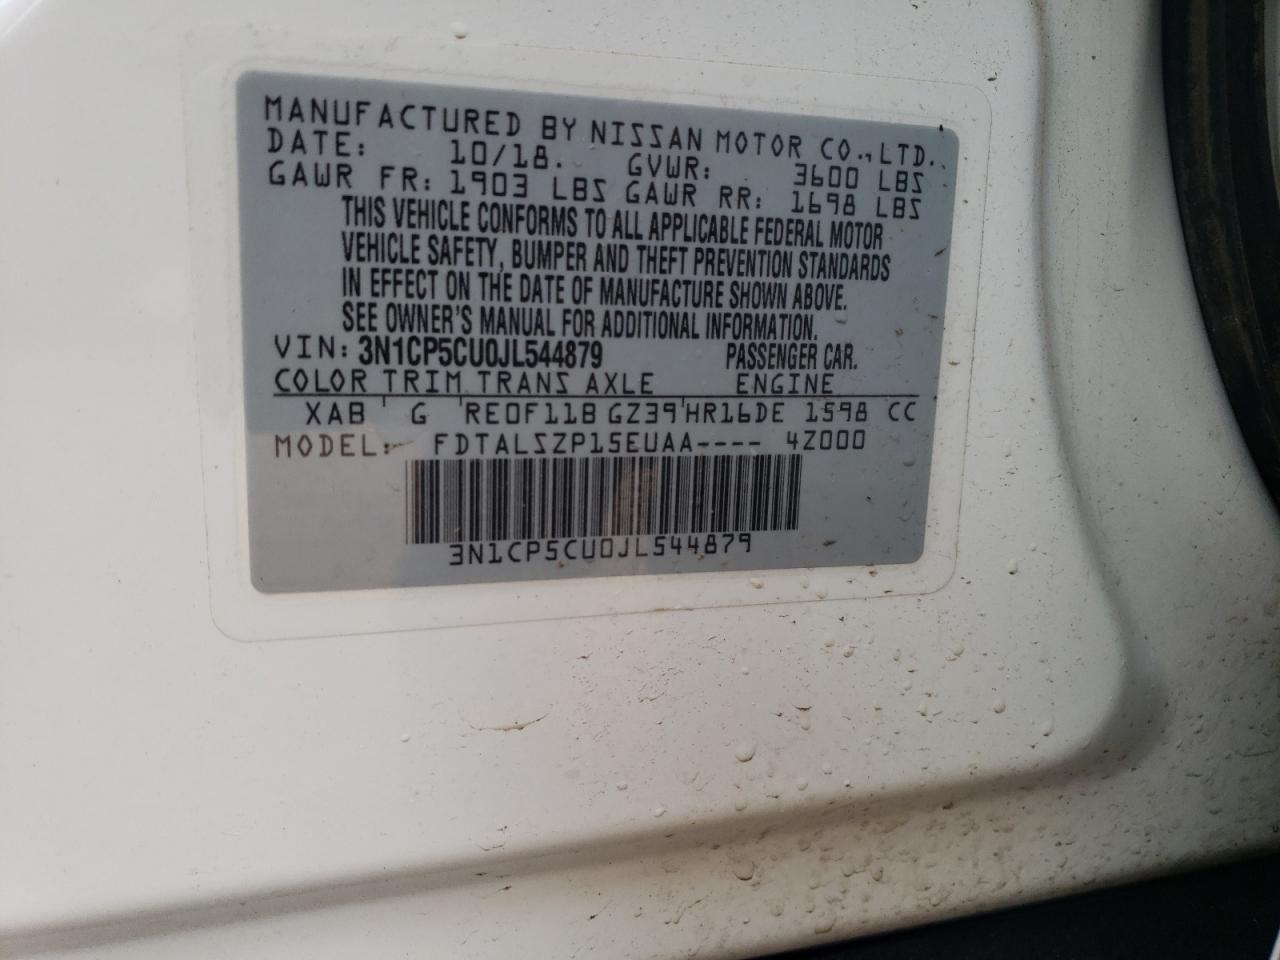 MANUFACTURED BY NISSAN MOTOR CO., LTD.
DATE: 10/18. GVWR: 3600 LBS
GAWR FR: 1903 LBS GAWR RR: 1698 LBS
THIS VEHICLE CONFORMS TO ALL APPLICABLE FEDERAL MOTOR
VEHICLE SAFETY, BUMPER AND THEFT PREVENTION STANDARDS
IN EFFECT ON THE DATE OF MANUFACTURE SHOWN ABOVE.
SEE OWNER'S MANUAL FOR ADDITIONAL INFORMATION.
VIN: 3N1CP5CU0JL544879 PASSENGER CAR.
COLOR TRIM TRANS AXLE ENGINE
XAB G RE0F11B GZ39 HR16DE 1598 CC
MODEL: FDTALSZP15EUAA---- 4Z000
3N1CP5CU0JL544879